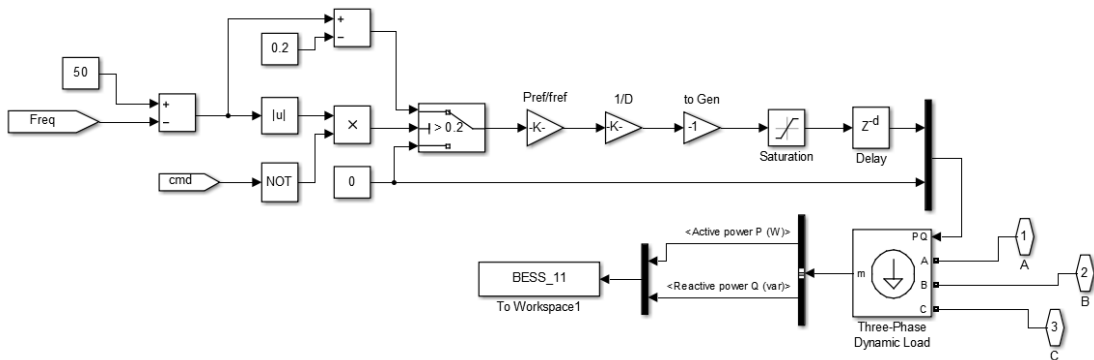 +
−
0.2
50
+
−
Freq
|u|
×
> 0.2
Pref/fref
-K-
1/D
-K-
to Gen
-1
Saturation
Z-d
Delay
cmd
NOT
0
<Active power P (W)>
<Reactive power Q (var)>
BESS_11
To Workspace1
m
PQ
A
B
C
Three-Phase
Dynamic Load
1
A
2
B
3
C